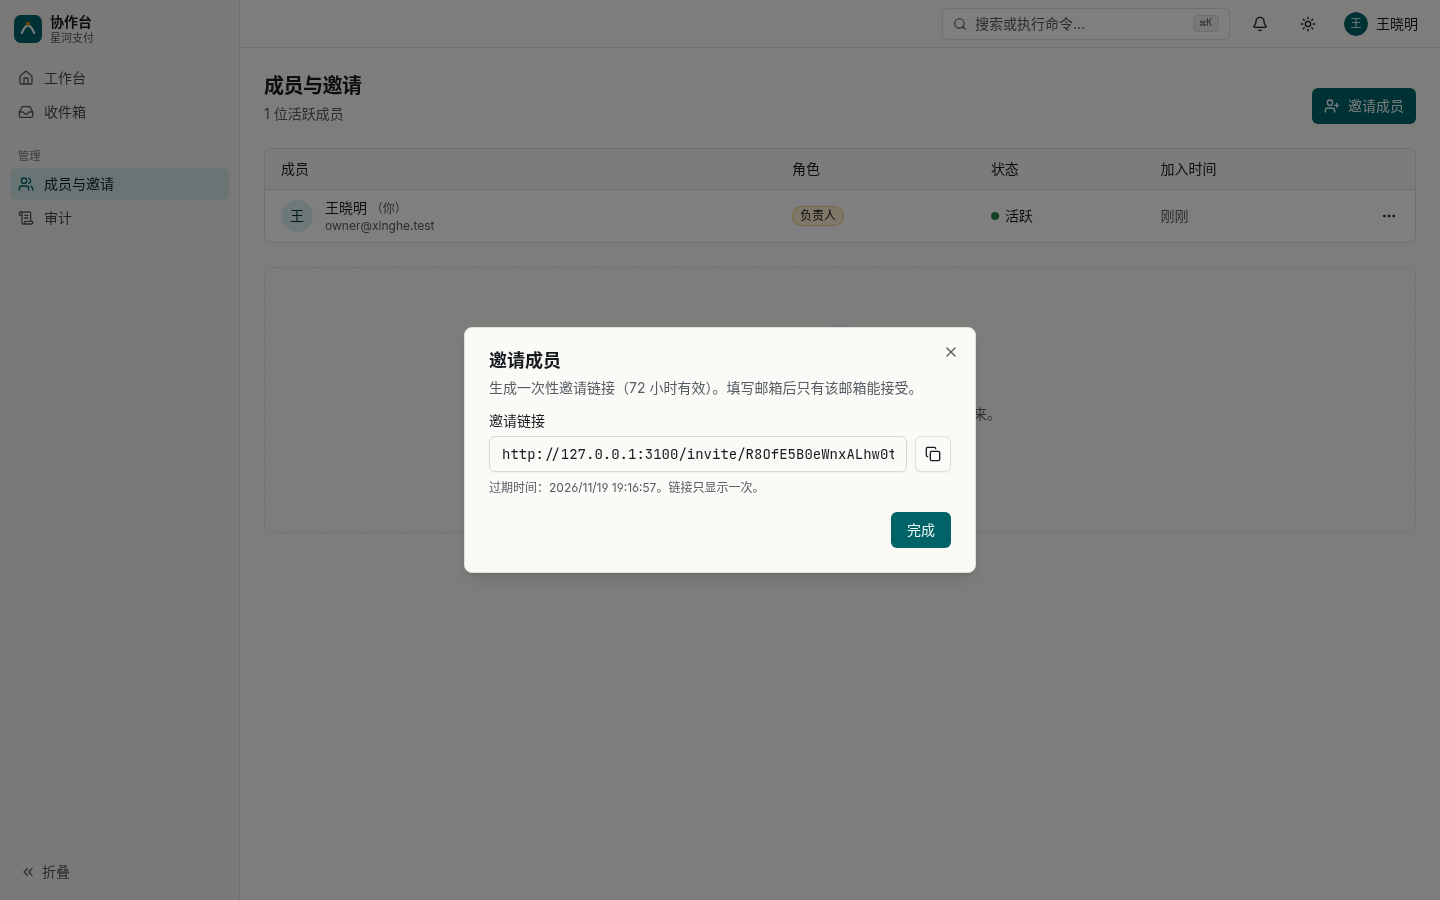 协作台
星河支付
搜索或执行命令...
⌘K
王
王晓明
工作台
收件箱
管理
成员与邀请
审计
折叠
成员与邀请
1 位活跃成员
邀请成员
成员
角色
状态
加入时间
王
王晓明 （你）
owner@xinghe.test
负责人
活跃
刚刚
来。
邀请成员
生成一次性邀请链接（72 小时有效）。填写邮箱后只有该邮箱能接受。
邀请链接
http://127.0.0.1:3100/invite/R8OfE5B0eWnxALhw0t
过期时间：2026/11/19 19:16:57。链接只显示一次。
完成